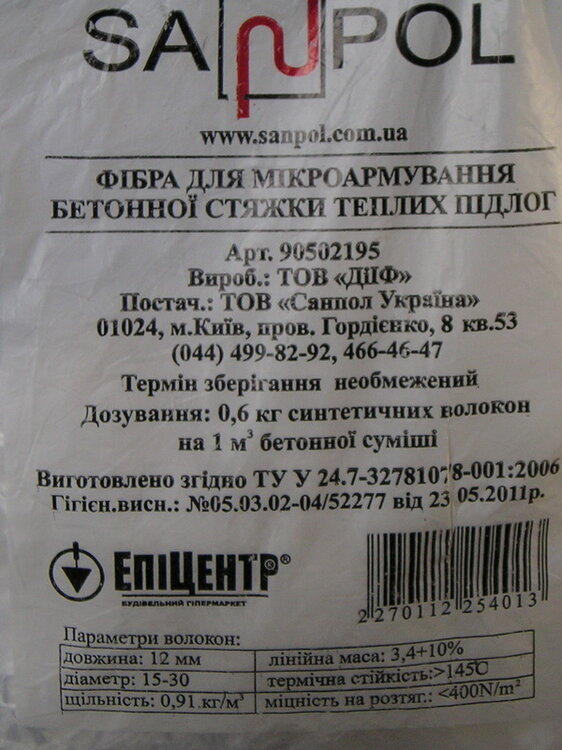 SANPOL
www.sanpol.com.ua
ФІБРА ДЛЯ МІКРОАРМУВАННЯ
БЕТОННОЇ СТЯЖКИ ТЕПЛИХ ПІДЛОГ
Арт. 90502195
Вироб.: ТОВ «ДПФ»
Постач.: ТОВ «Санпол Україна»
01024, м.Київ, пров. Гордієнко, 8 кв.53
(044) 499-82-92, 466-46-47
Термін зберігання необмежений
Дозування: 0,6 кг синтетичних волокон
на 1 м³ бетонної суміші
Виготовлено згідно ТУ У 24.7-32781078-001:2006
Гігієн.висн.: №05.03.02-04/52277 від 23.05.2011р.
ЕПІЦЕНТР®
БУДІВЕЛЬНИЙ ГІПЕРМАРКЕТ
2 270112 254013
Параметри волокон:
довжина: 12 мм лінійна маса: 3,4+10%
діаметр: 15-30 термічна стійкість:>145С
щільність: 0,91.кг/м³ міцність на розтяг.: <400N/m²